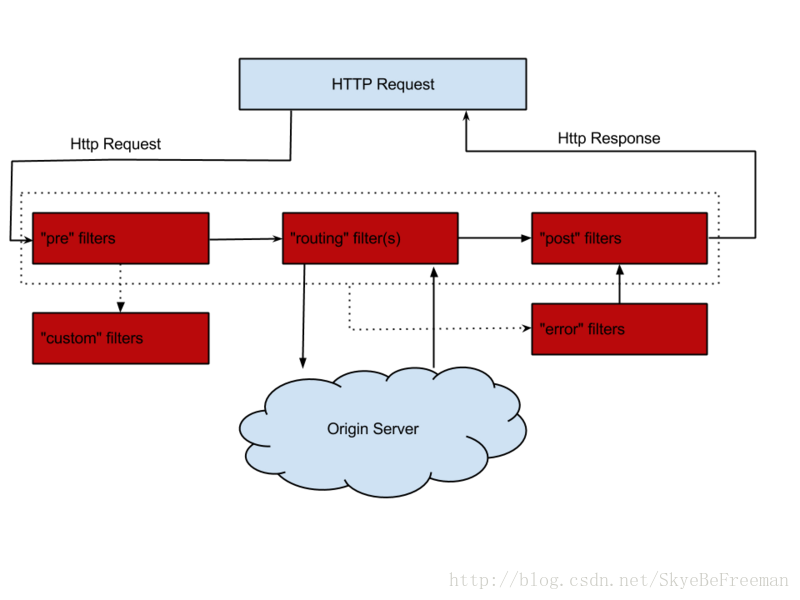 HTTP Request
Http Request
Http Response
"pre" filters
"routing" filter(s)
"post" filters
"custom" filters
"error" filters
Origin Server
http://blog.csdn.net/SkyeBeFreeman